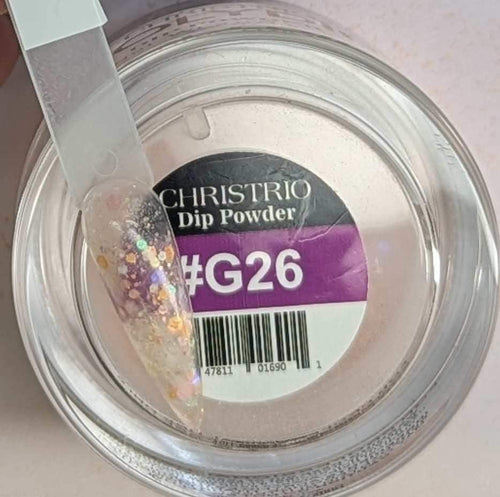 CHRISTRIO
Dip Powder
#G26
47811 01690 1